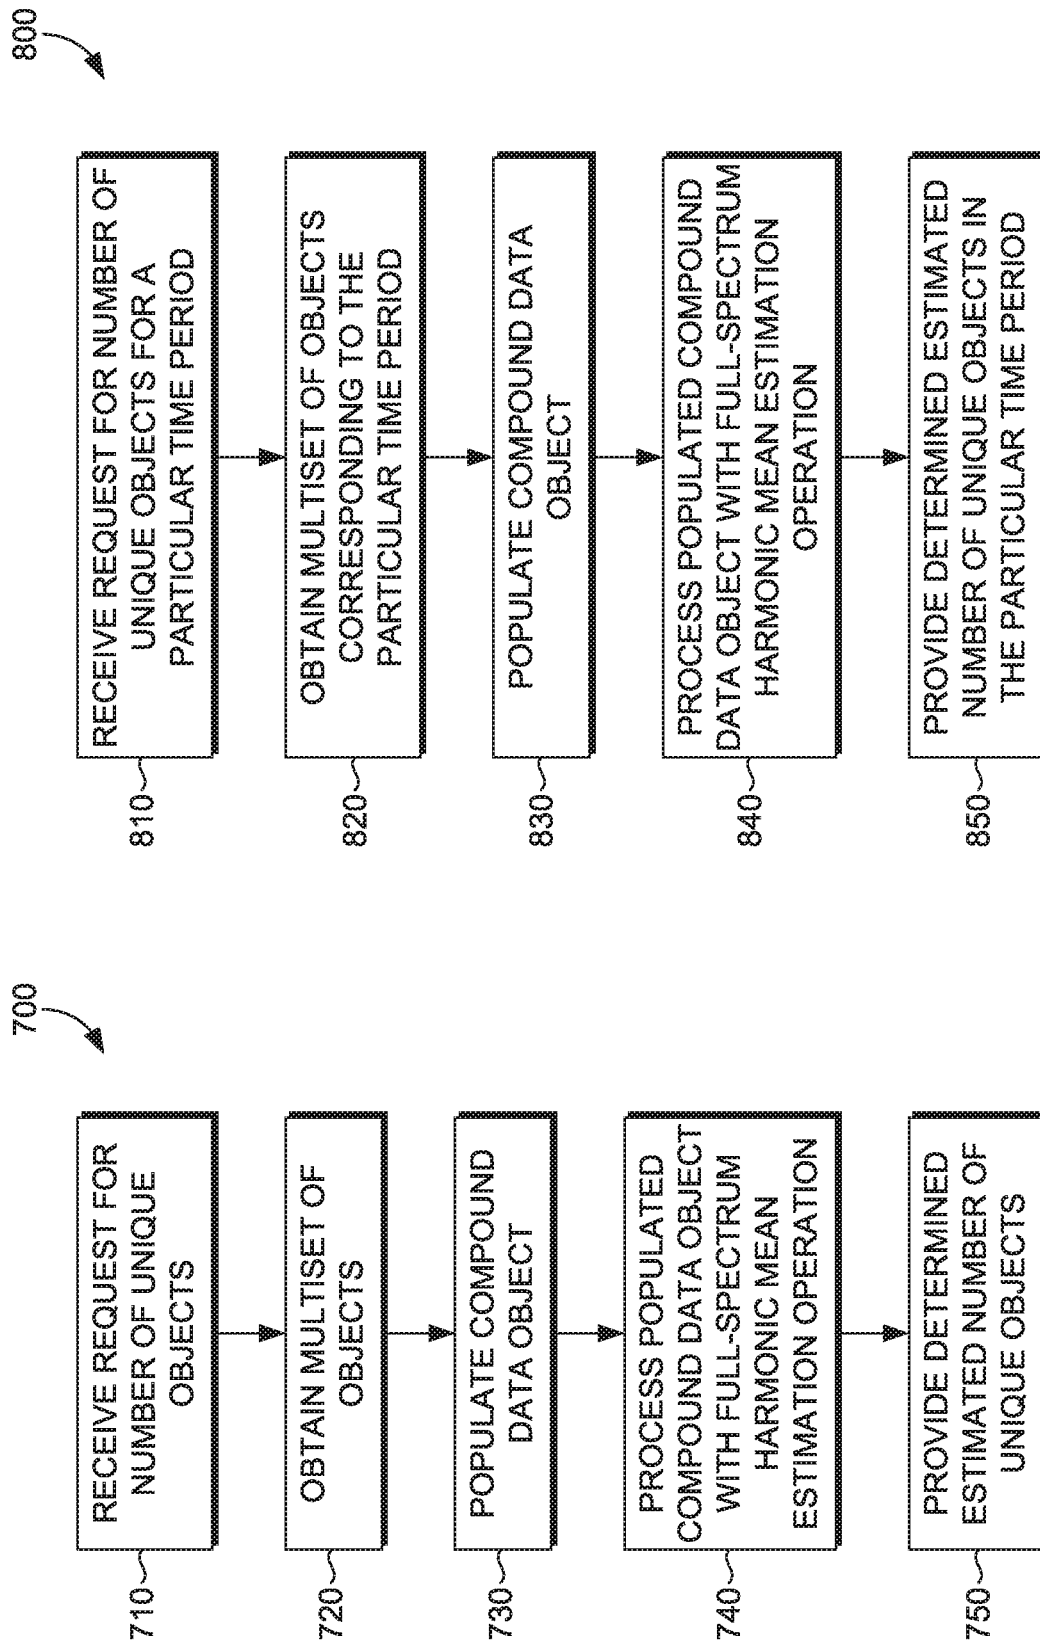 700
710
RECEIVE REQUEST FOR
NUMBER OF UNIQUE
OBJECTS
720
OBTAIN MULTISET OF
OBJECTS
730
POPULATE COMPOUND
DATA OBJECT
740
PROCESS POPULATED
COMPOUND DATA OBJECT
WITH FULL-SPECTRUM
HARMONIC MEAN
ESTIMATION OPERATION
750
PROVIDE DETERMINED
ESTIMATED NUMBER OF
UNIQUE OBJECTS
800
810
RECEIVE REQUEST FOR NUMBER OF
UNIQUE OBJECTS FOR A
PARTICULAR TIME PERIOD
820
OBTAIN MULTISET OF OBJECTS
CORRESPONDING TO THE
PARTICULAR TIME PERIOD
830
POPULATE COMPOUND DATA
OBJECT
840
PROCESS POPULATED COMPOUND
DATA OBJECT WITH FULL-SPECTRUM
HARMONIC MEAN ESTIMATION
OPERATION
850
PROVIDE DETERMINED ESTIMATED
NUMBER OF UNIQUE OBJECTS IN
THE PARTICULAR TIME PERIOD